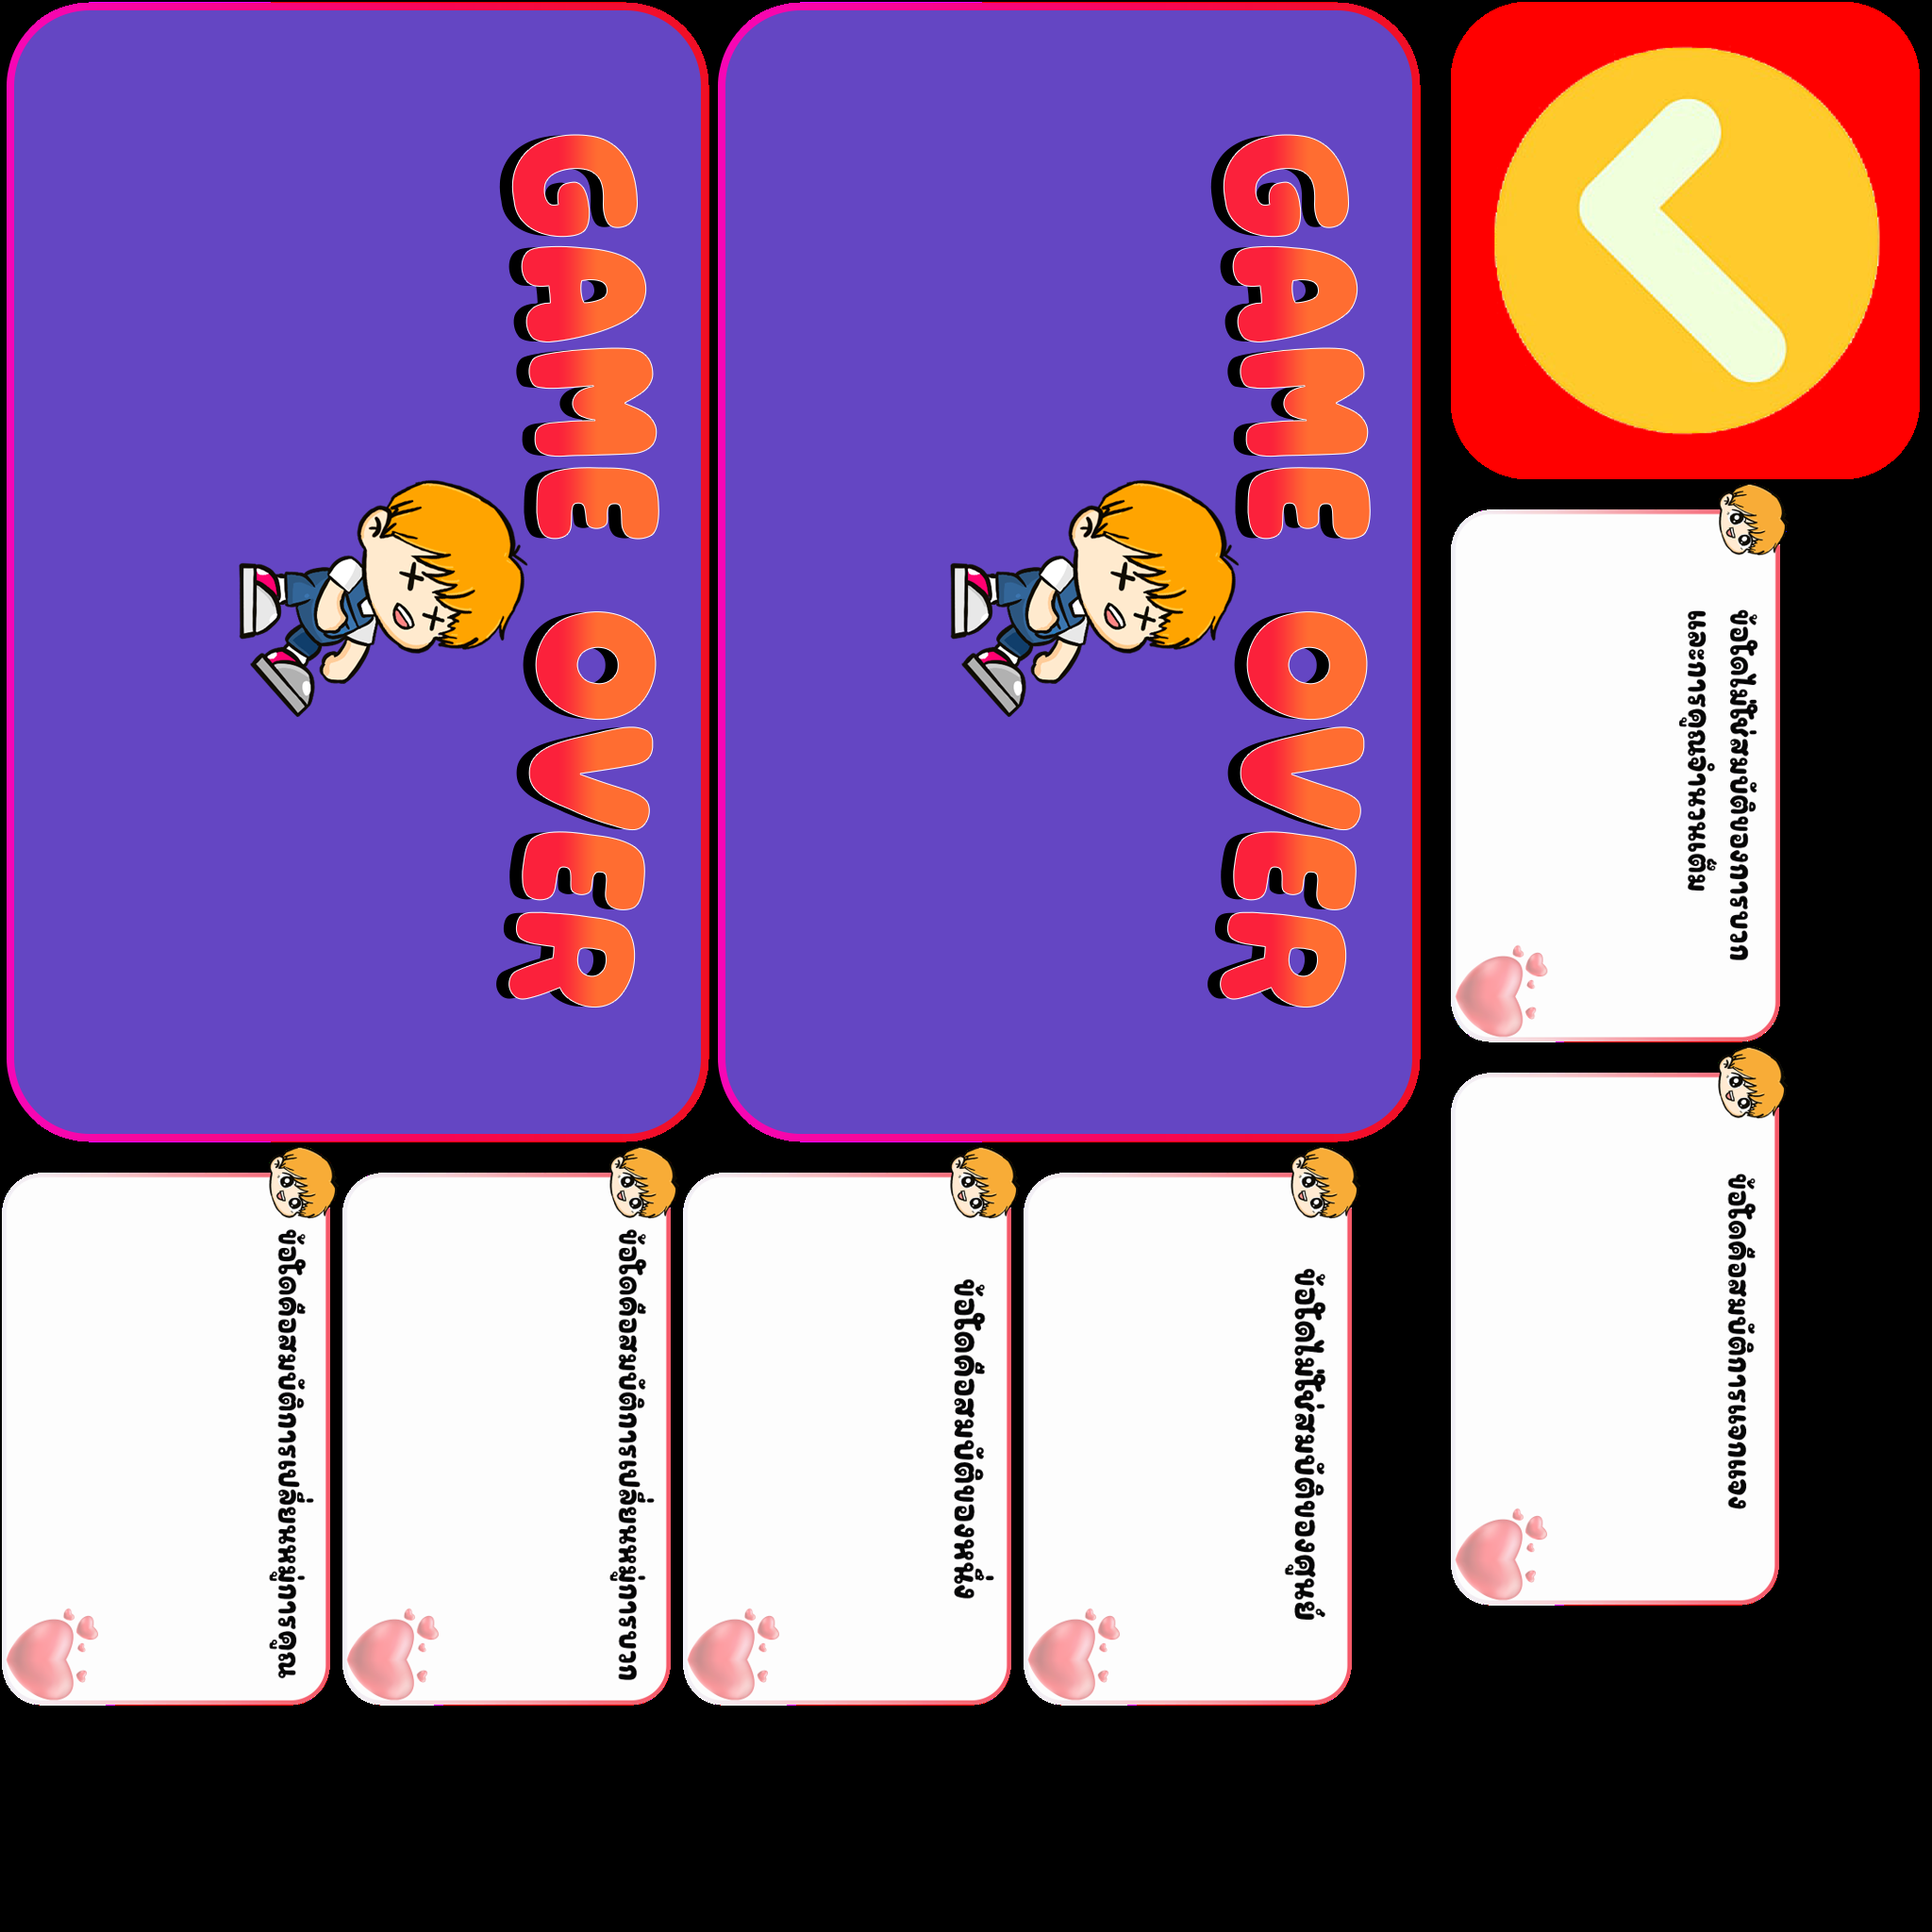 GAME OVER
GAME OVER
ข้อใดไม่ใช่สมบัติของการบวก
และการคูณจำนวนเต็ม
ข้อใดคือสมบัติการแจกแจง
ข้อใดคือสมบัติการเปลี่ยนหมู่การคูณ
ข้อใดคือสมบัติการเปลี่ยนหมู่การบวก
ข้อใดคือสมบัติของหนึ่ง
ข้อใดไม่ใช่สมบัติของศูนย์